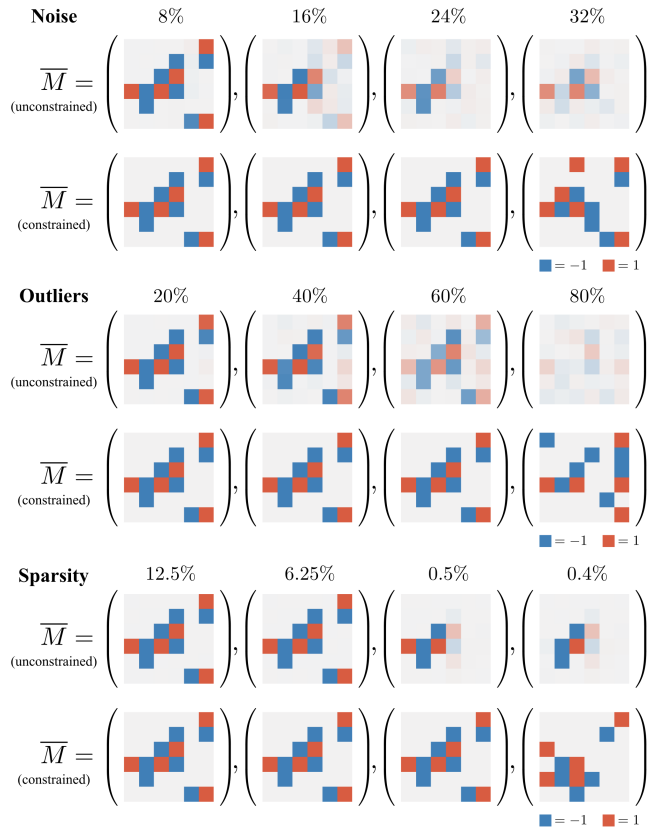 Noise 8% 16% 24% 32%
M̅ = ( ), ( ), ( ), ( )
(unconstrained)
M̅ = ( ), ( ), ( ), ( )
(constrained)
= −1 = 1
Outliers 20% 40% 60% 80%
M̅ = ( ), ( ), ( ), ( )
(unconstrained)
M̅ = ( ), ( ), ( ), ( )
(constrained)
= −1 = 1
Sparsity 12.5% 6.25% 0.5% 0.4%
M̅ = ( ), ( ), ( ), ( )
(unconstrained)
M̅ = ( ), ( ), ( ), ( )
(constrained)
= −1 = 1